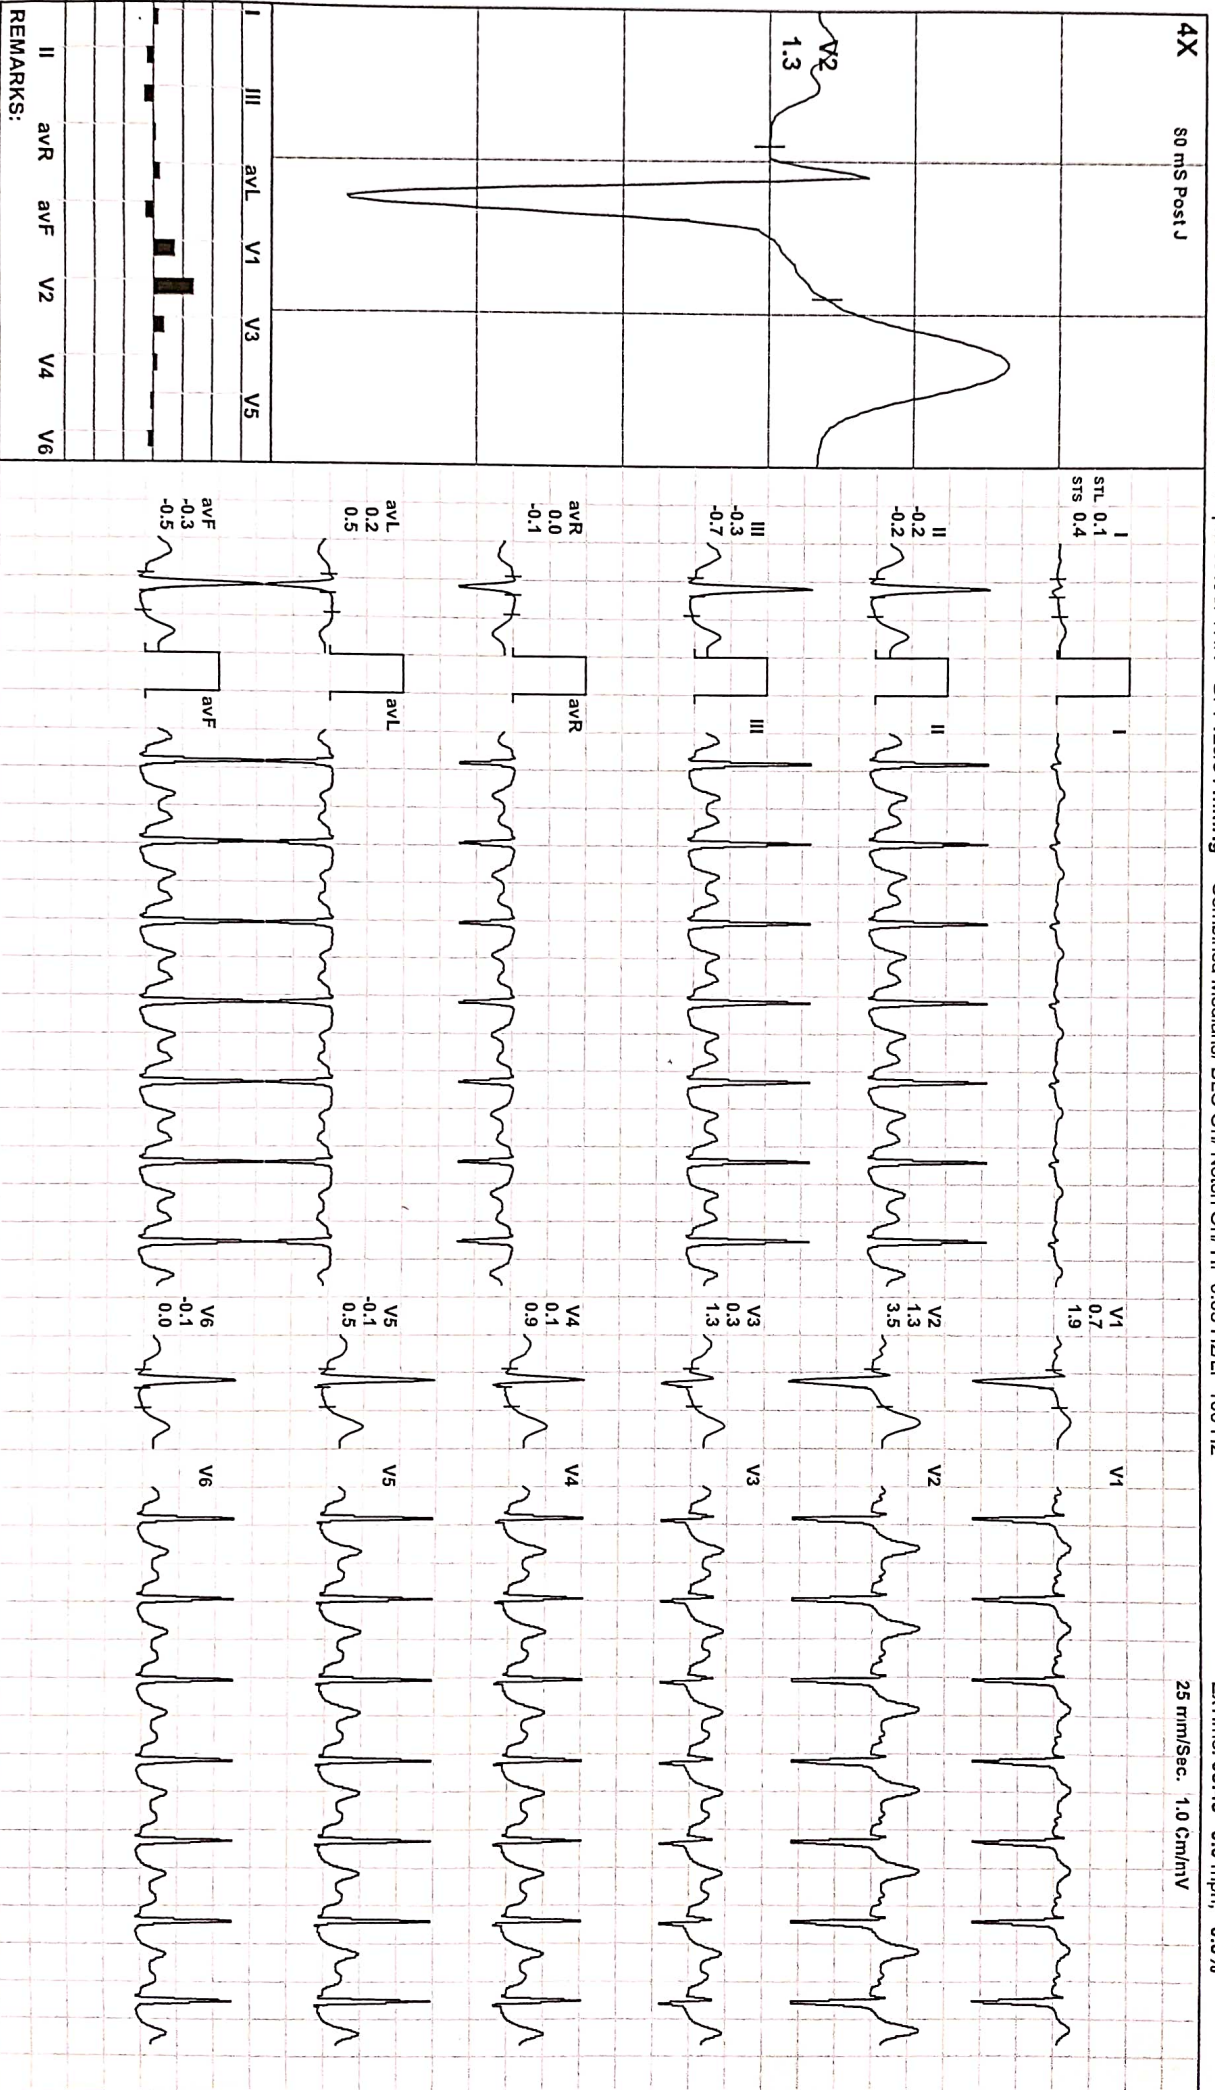 25 mm/Sec. 1.0 Cm/mV
4X
80 mS Post J
V2
1.3
I
III
avL
V1
V3
V5
II
avR
avF
V2
V4
V6
REMARKS:
I
STL 0.1
STS 0.4
I
V1
0.7
1.9
V1
II
-0.2
-0.2
II
V2
1.3
3.5
V2
III
-0.3
-0.7
III
V3
0.3
1.3
V3
avR
0.0
-0.1
avR
V4
0.1
0.9
V4
avL
0.2
0.5
avL
V5
-0.1
0.5
V5
avF
-0.3
-0.5
avF
V6
-0.1
0.0
V6